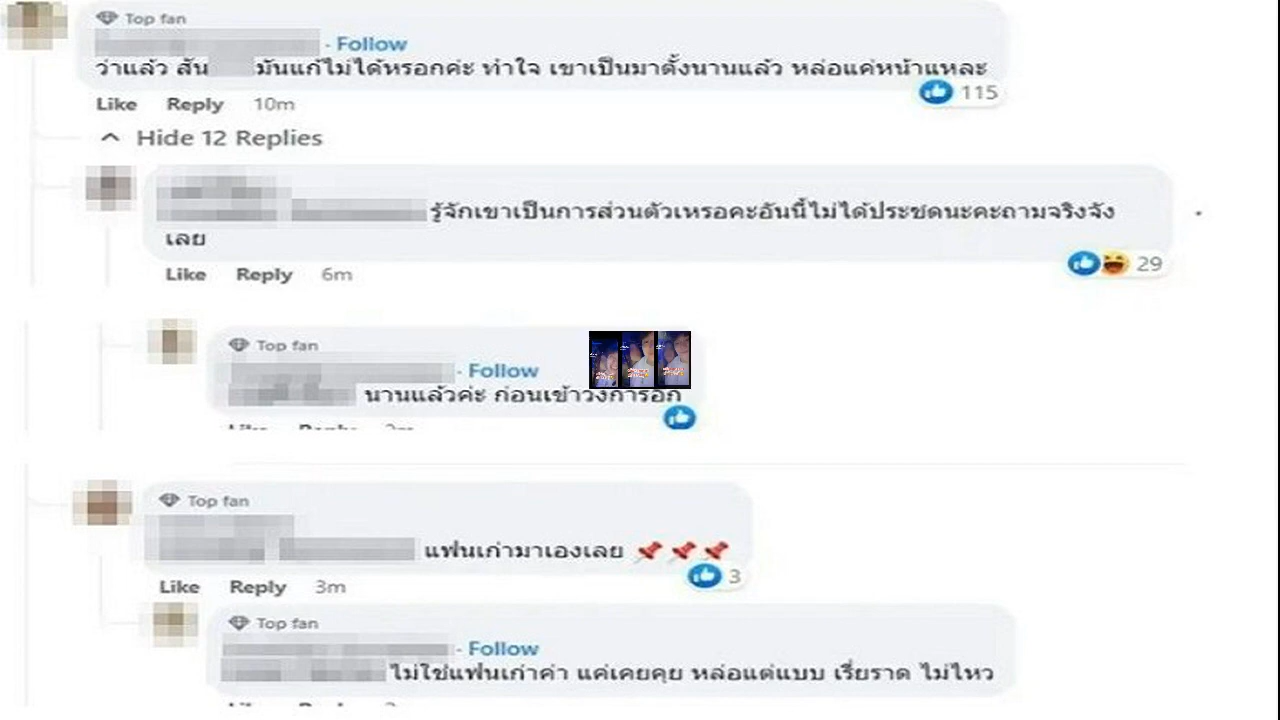 Top fan
· Follow
ว่าแล้ว สัน มันแก้ไม่ได้หรอกค่ะ ทำใจ เขาเป็นมาตั้งนานแล้ว หล่อแค่หน้าแหละ
115
Like Reply 10m
Hide 12 Replies
รู้จักเขาเป็นการส่วนตัวเหรอคะอันนี้ไม่ได้ประชดนะคะถามจริงจัง
เลย
29
Like Reply 6m
Top fan
· Follow
นานแล้วค่ะ ก่อนเข้าวงการอีก
Like Reply
Top fan
แฟนเก่ามาเองเลย
3
Like Reply 3m
Top fan
· Follow
ไม่ใช่แฟนเก่าค่า แค่เคยคุย หล่อแต่แบบ เรี่ยราด ไม่ไหว